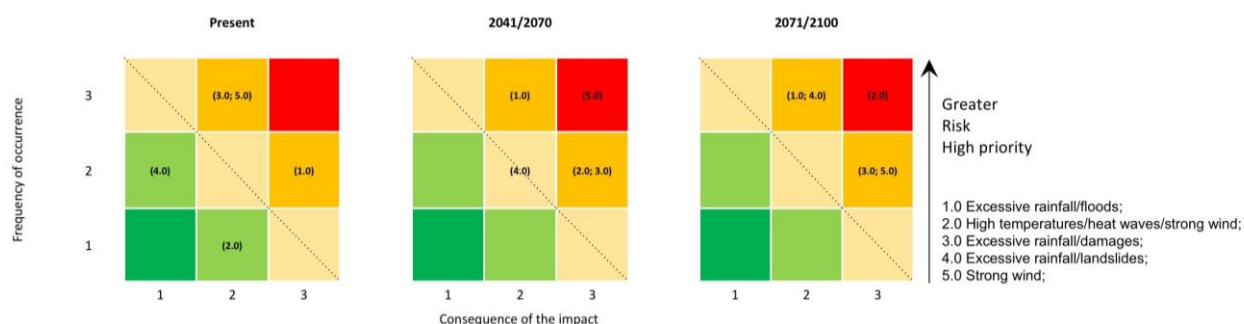 Present
2041/2070
2071/2100
Frequency of occurrence
3
(3.0; 5.0)
(1.0)
(5.0)
(1.0; 4.0)
(2.0)
2
(4.0)
(1.0)
(4.0)
(2.0; 3.0)
(3.0; 5.0)
1
(2.0)
1 2 3
1 2 3
1 2 3
Consequence of the impact
Greater
Risk
High priority
1.0 Excessive rainfall/floods;
2.0 High temperatures/heat waves/strong wind;
3.0 Excessive rainfall/damages;
4.0 Excessive rainfall/landslides;
5.0 Strong wind;